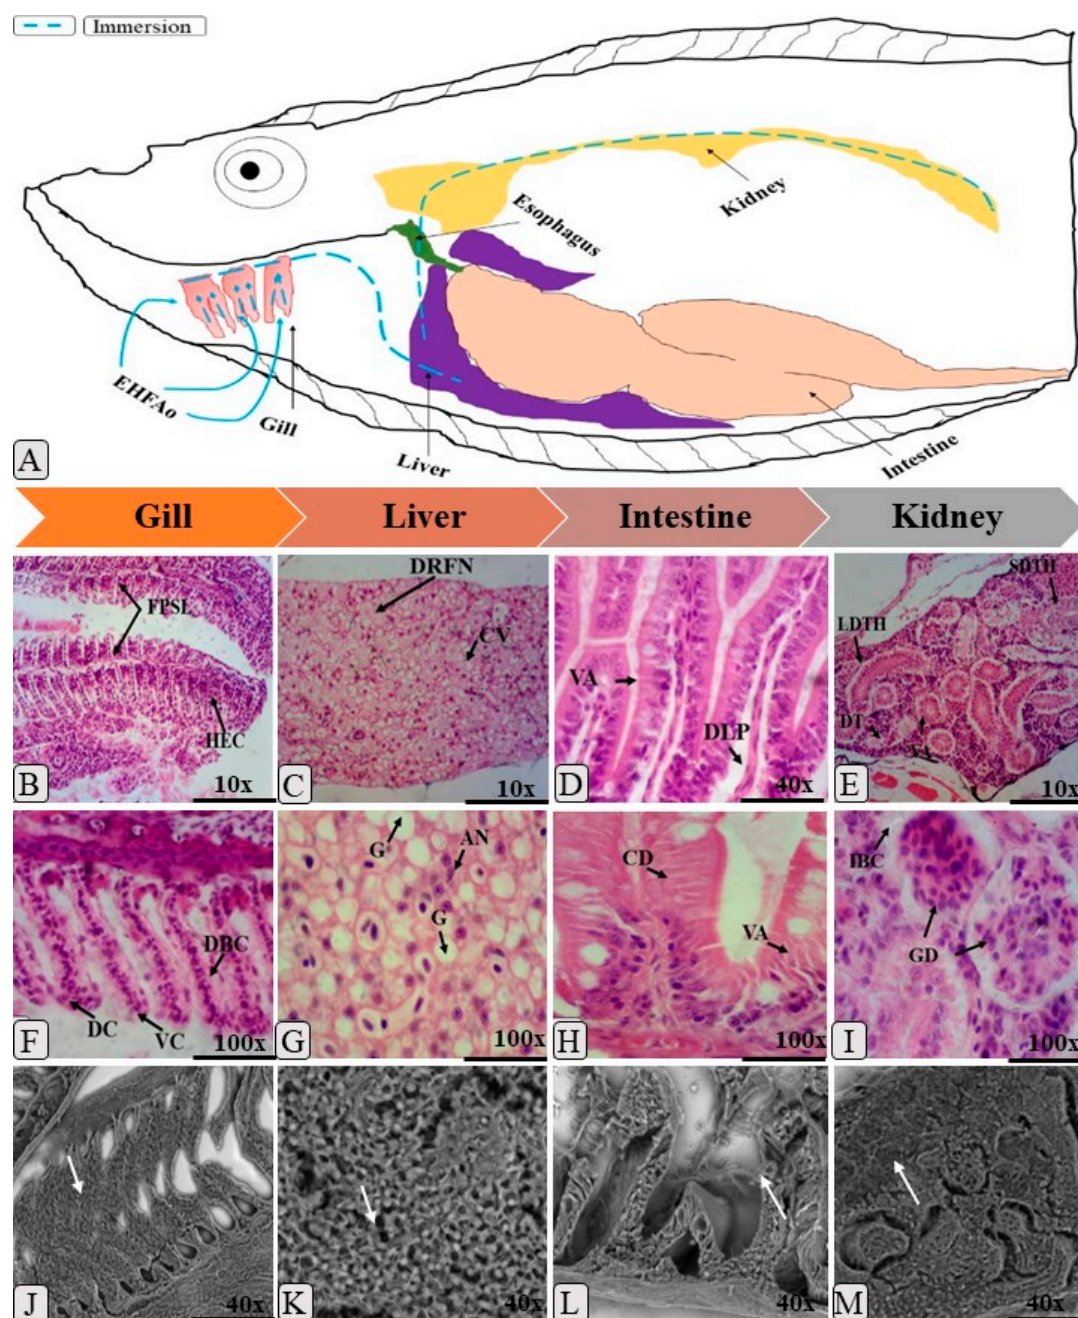 Immersion
Kidney
Esophagus
EHFAo
Gill
Liver
Intestine
A
Gill Liver Intestine Kidney
FPSL
HEC
B
10x
DRFN
CV
C
10x
VA
DLP
D
40x
SDTH
LDTH
DT
VA
E
10x
DBC
DC
VC
F
100x
G
AN
G
G
100x
CD
VA
H
100x
IBC
GD
I
100x
J
40x
K
40x
L
40x
M
40x